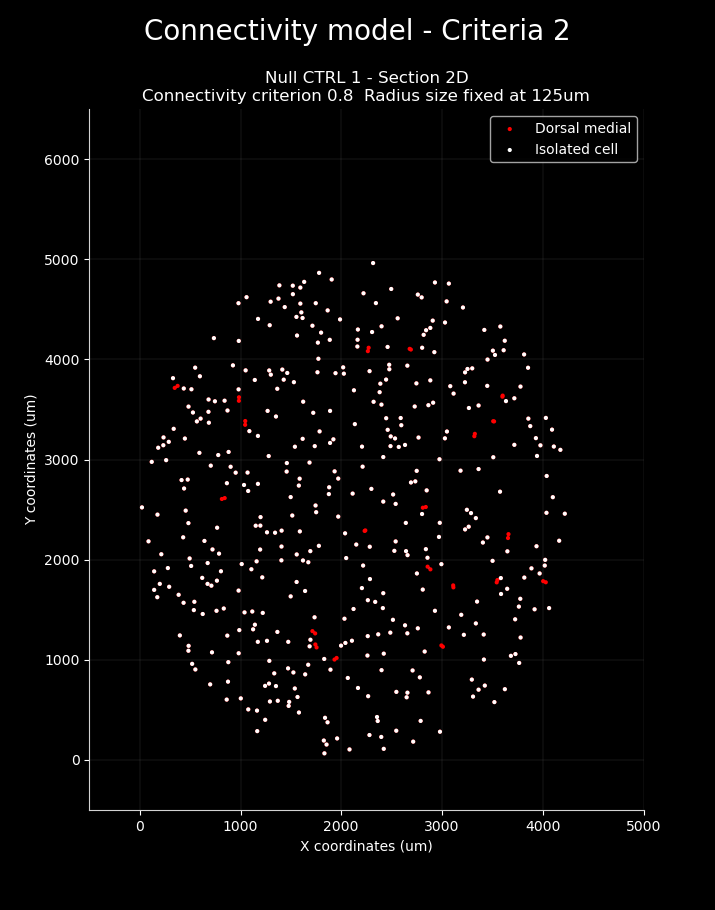 Connectivity model - Criteria 2
Null CTRL 1 - Section 2D
Connectivity criterion 0.8  Radius size fixed at 125um
Dorsal medial
Isolated cell
6000
5000
4000
3000
2000
1000
0
Y coordinates (um)
0 1000 2000 3000 4000 5000
X coordinates (um)